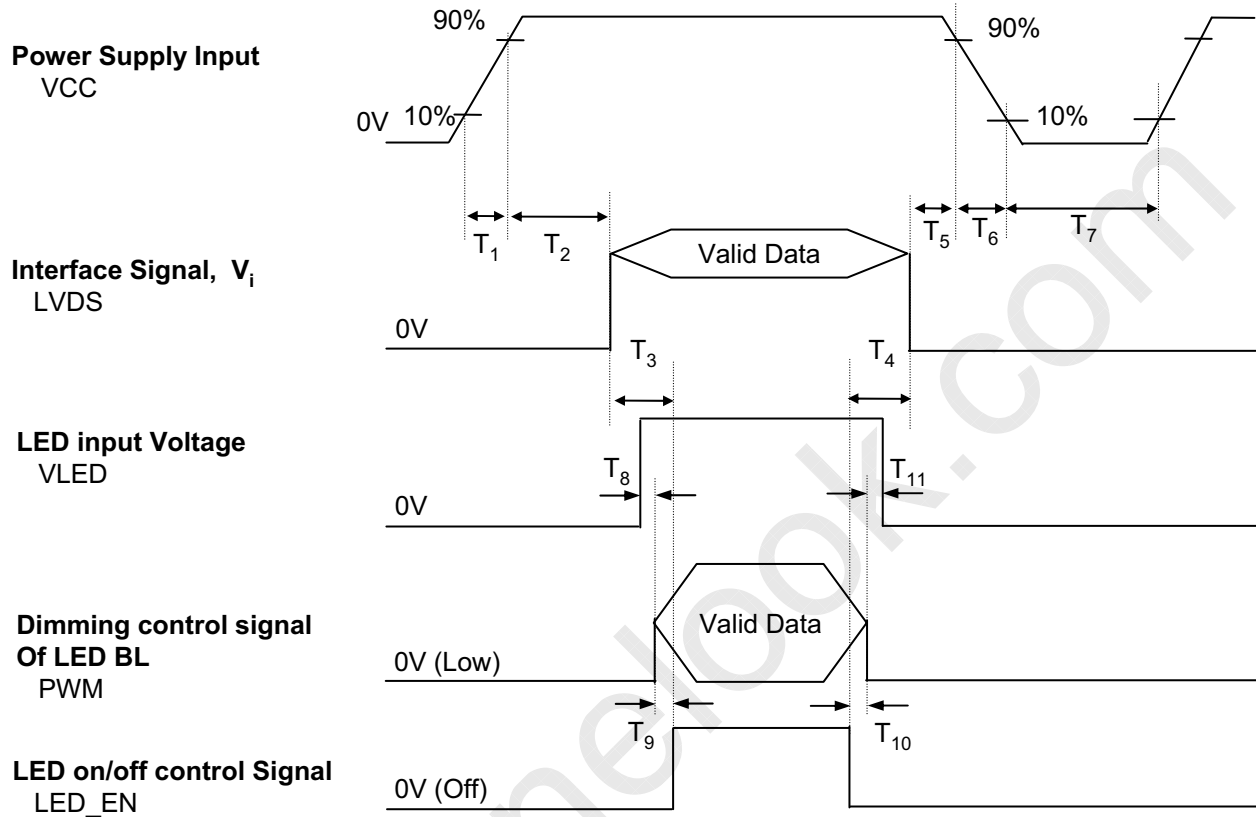 90%
90%
Power Supply Input
VCC
0V
10%
10%
T1
T2
T5
T6
T7
Valid Data
Interface Signal, Vi
LVDS
0V
T3
T4
LED input Voltage
VLED
T8
T11
0V
Dimming control signal
Of LED BL
PWM
Valid Data
0V (Low)
T9
T10
LED on/off control Signal
LED_EN
0V (Off)
nelook.com